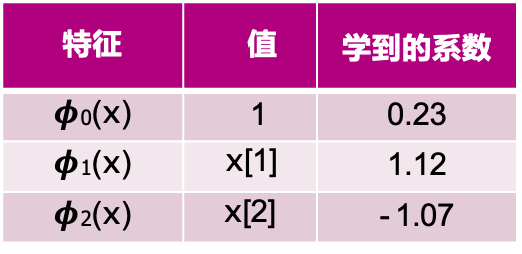 特征 值 学到的系数
ϕ₀(x) 1 0.23
ϕ₁(x) x[1] 1.12
ϕ₂(x) x[2] -1.07